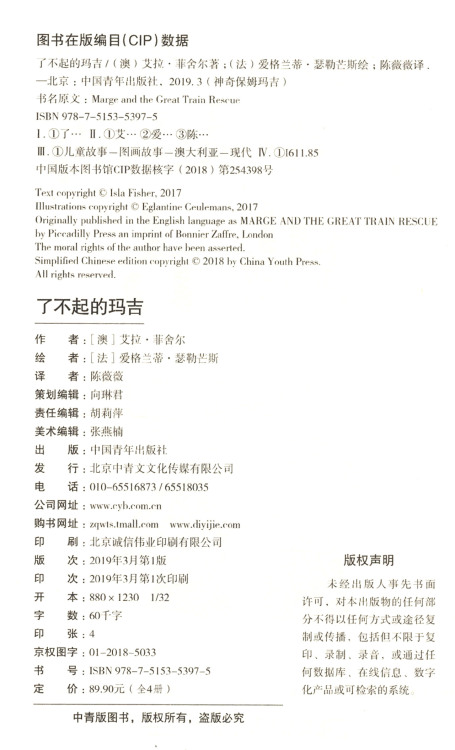 图书在版编目(CIP)数据
了不起的玛吉/(澳)艾拉·菲舍尔著;(法)爱格兰蒂·瑟勒芒斯绘;陈薇薇译.
—北京:中国青年出版社,2019.3(神奇保姆玛吉)
书名原文:Marge and the Great Train Rescue
ISBN 978-7-5153-5397-5
Ⅰ.①了… Ⅱ.①艾… ②爱… ③陈…
Ⅲ.①儿童故事—图画故事—澳大利亚—现代 Ⅳ.①I611.85
中国版本图书馆CIP数据核字(2018)第254398号
Text copyright © Isla Fisher, 2017
Illustrations copyright © Eglantine Ceulemans, 2017
Originally published in the English language as MARGE AND THE GREAT TRAIN RESCUE
by Piccadilly Press an imprint of Bonnier Zaffre, London
The moral rights of the author have been asserted.
Simplified Chinese edition copyright © 2018 by China Youth Press.
All rights reserved.
了不起的玛吉
作 者:[澳]艾拉·菲舍尔
绘 者:[法]爱格兰蒂·瑟勒芒斯
译 者:陈薇薇
策划编辑:向琳君
责任编辑:胡莉萍
美术编辑:张燕楠
出 版:中国青年出版社
发 行:北京中青文文化传媒有限公司
电 话:010-65516873/65518035
公司网址:www.cyb.com.cn
购书网址:zqwts.tmall.com www.diyijie.com
印 刷:北京诚信伟业印刷有限公司
版 次:2019年3月第1版
印 次:2019年3月第1次印刷
开 本:880×1230 1/32
字 数:60千字
印 张:4
京权图字:01-2018-5033
书 号:ISBN 978-7-5153-5397-5
定 价:89.90元(全4册)
版权声明
未经出版人事先书面
许可,对本出版物的任何部
分不得以任何方式或途径复
制或传播,包括但不限于复
印、录制、录音,或通过任
何数据库、在线信息、数字
化产品或可检索的系统。
中青版图书,版权所有,盗版必究